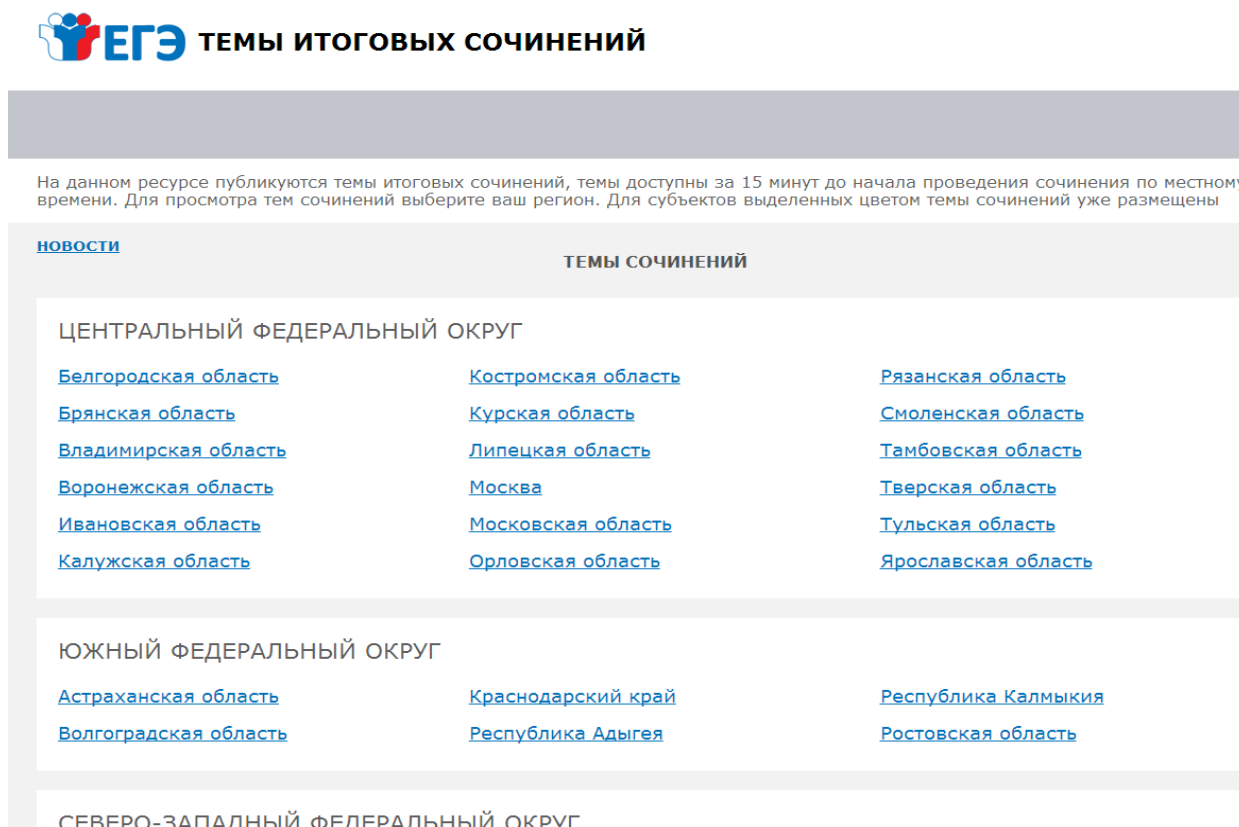 ЕГЭ ТЕМЫ ИТОГОВЫХ СОЧИНЕНИЙ
На данном ресурсе публикуются темы итоговых сочинений, темы доступны за 15 минут до начала проведения сочинения по местному
времени. Для просмотра тем сочинений выберите ваш регион. Для субъектов выделенных цветом темы сочинений уже размещены
НОВОСТИ
ТЕМЫ СОЧИНЕНИЙ
ЦЕНТРАЛЬНЫЙ ФЕДЕРАЛЬНЫЙ ОКРУГ
Белгородская область Костромская область Рязанская область
Брянская область Курская область Смоленская область
Владимирская область Липецкая область Тамбовская область
Воронежская область Москва Тверская область
Ивановская область Московская область Тульская область
Калужская область Орловская область Ярославская область
ЮЖНЫЙ ФЕДЕРАЛЬНЫЙ ОКРУГ
Астраханская область Краснодарский край Республика Калмыкия
Волгоградская область Республика Адыгея Ростовская область
СЕВЕРО-ЗАПАДНЫЙ ФЕДЕРАЛЬНЫЙ ОКРУГ